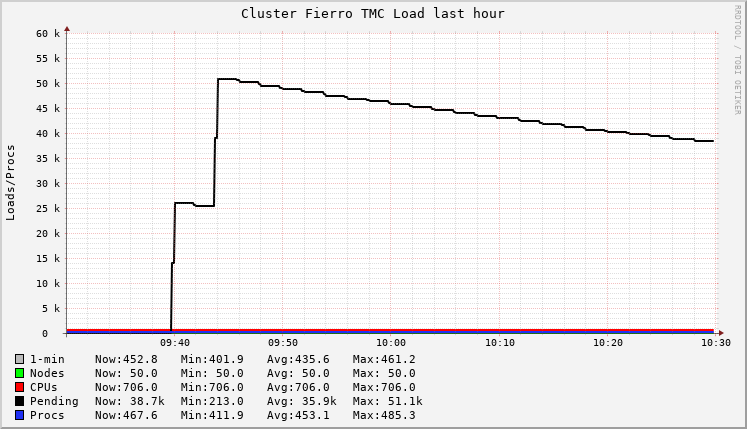 Cluster Fierro TMC Load last hour
RRDTOOL / TOBI OETIKER
Loads/Procs
60 k
55 k
50 k
45 k
40 k
35 k
30 k
25 k
20 k
15 k
10 k
5 k
0
09:40 09:50 10:00 10:10 10:20 10:30
1-min Now:452.8 Min:401.9 Avg:435.6 Max:461.2
Nodes Now: 50.0 Min: 50.0 Avg: 50.0 Max: 50.0
CPUs Now:706.0 Min:706.0 Avg:706.0 Max:706.0
Pending Now: 38.7k Min:213.0 Avg: 35.9k Max: 51.1k
Procs Now:467.6 Min:411.9 Avg:453.1 Max:485.3